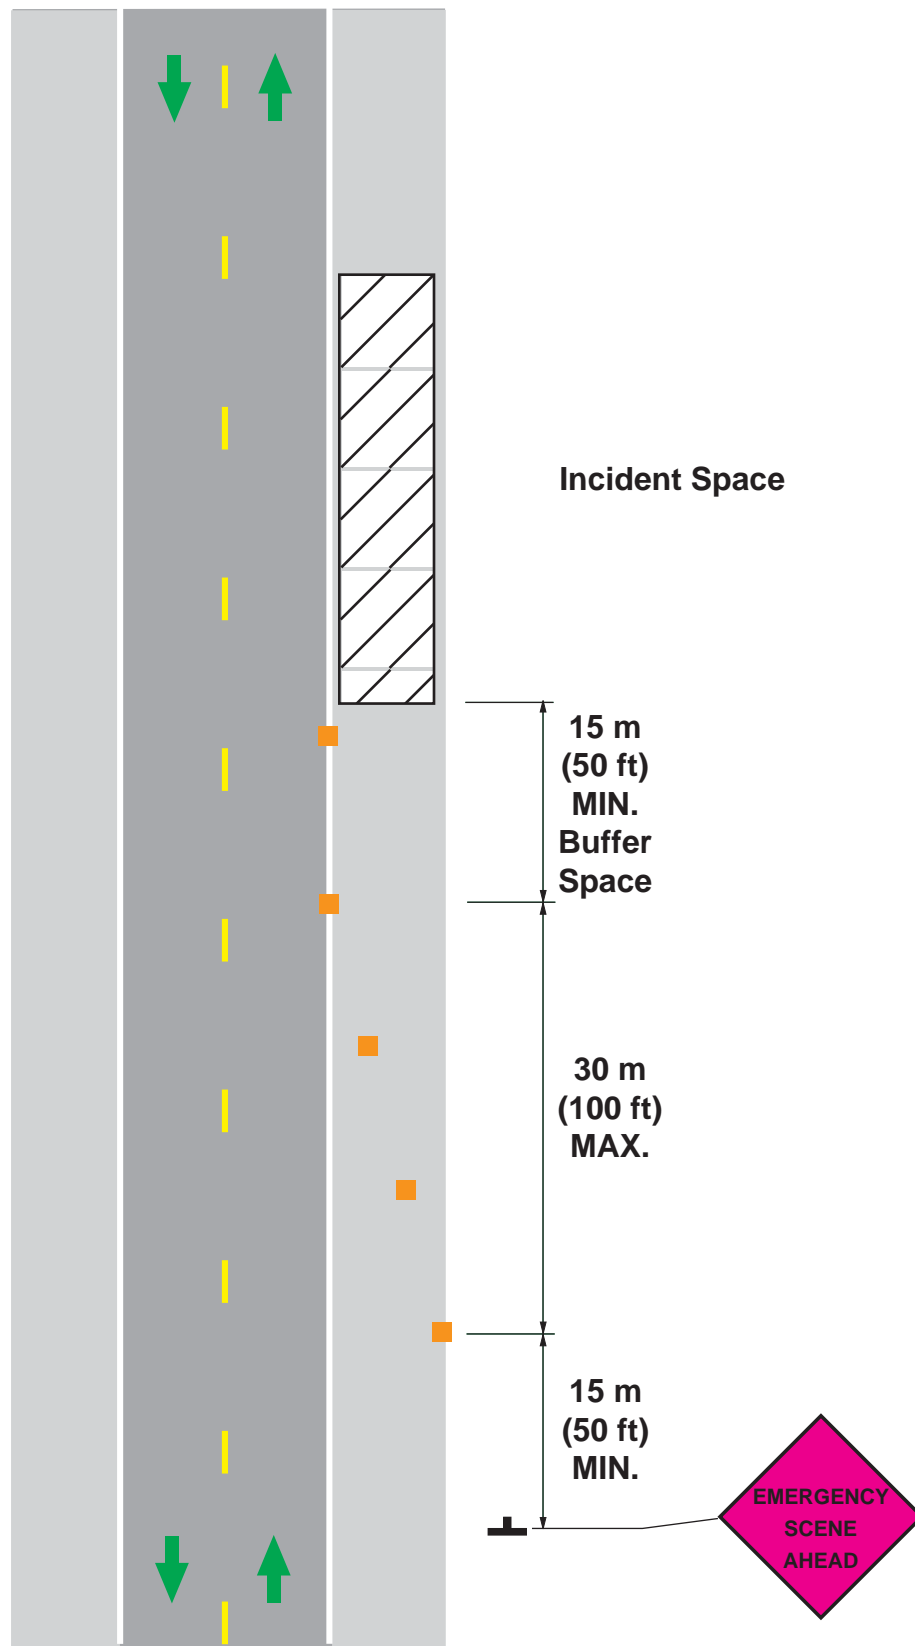 Incident Space
15 m
(50 ft)
MIN.
Buffer
Space
30 m
(100 ft)
MAX.
15 m
(50 ft)
MIN.
EMERGENCY
SCENE
AHEAD